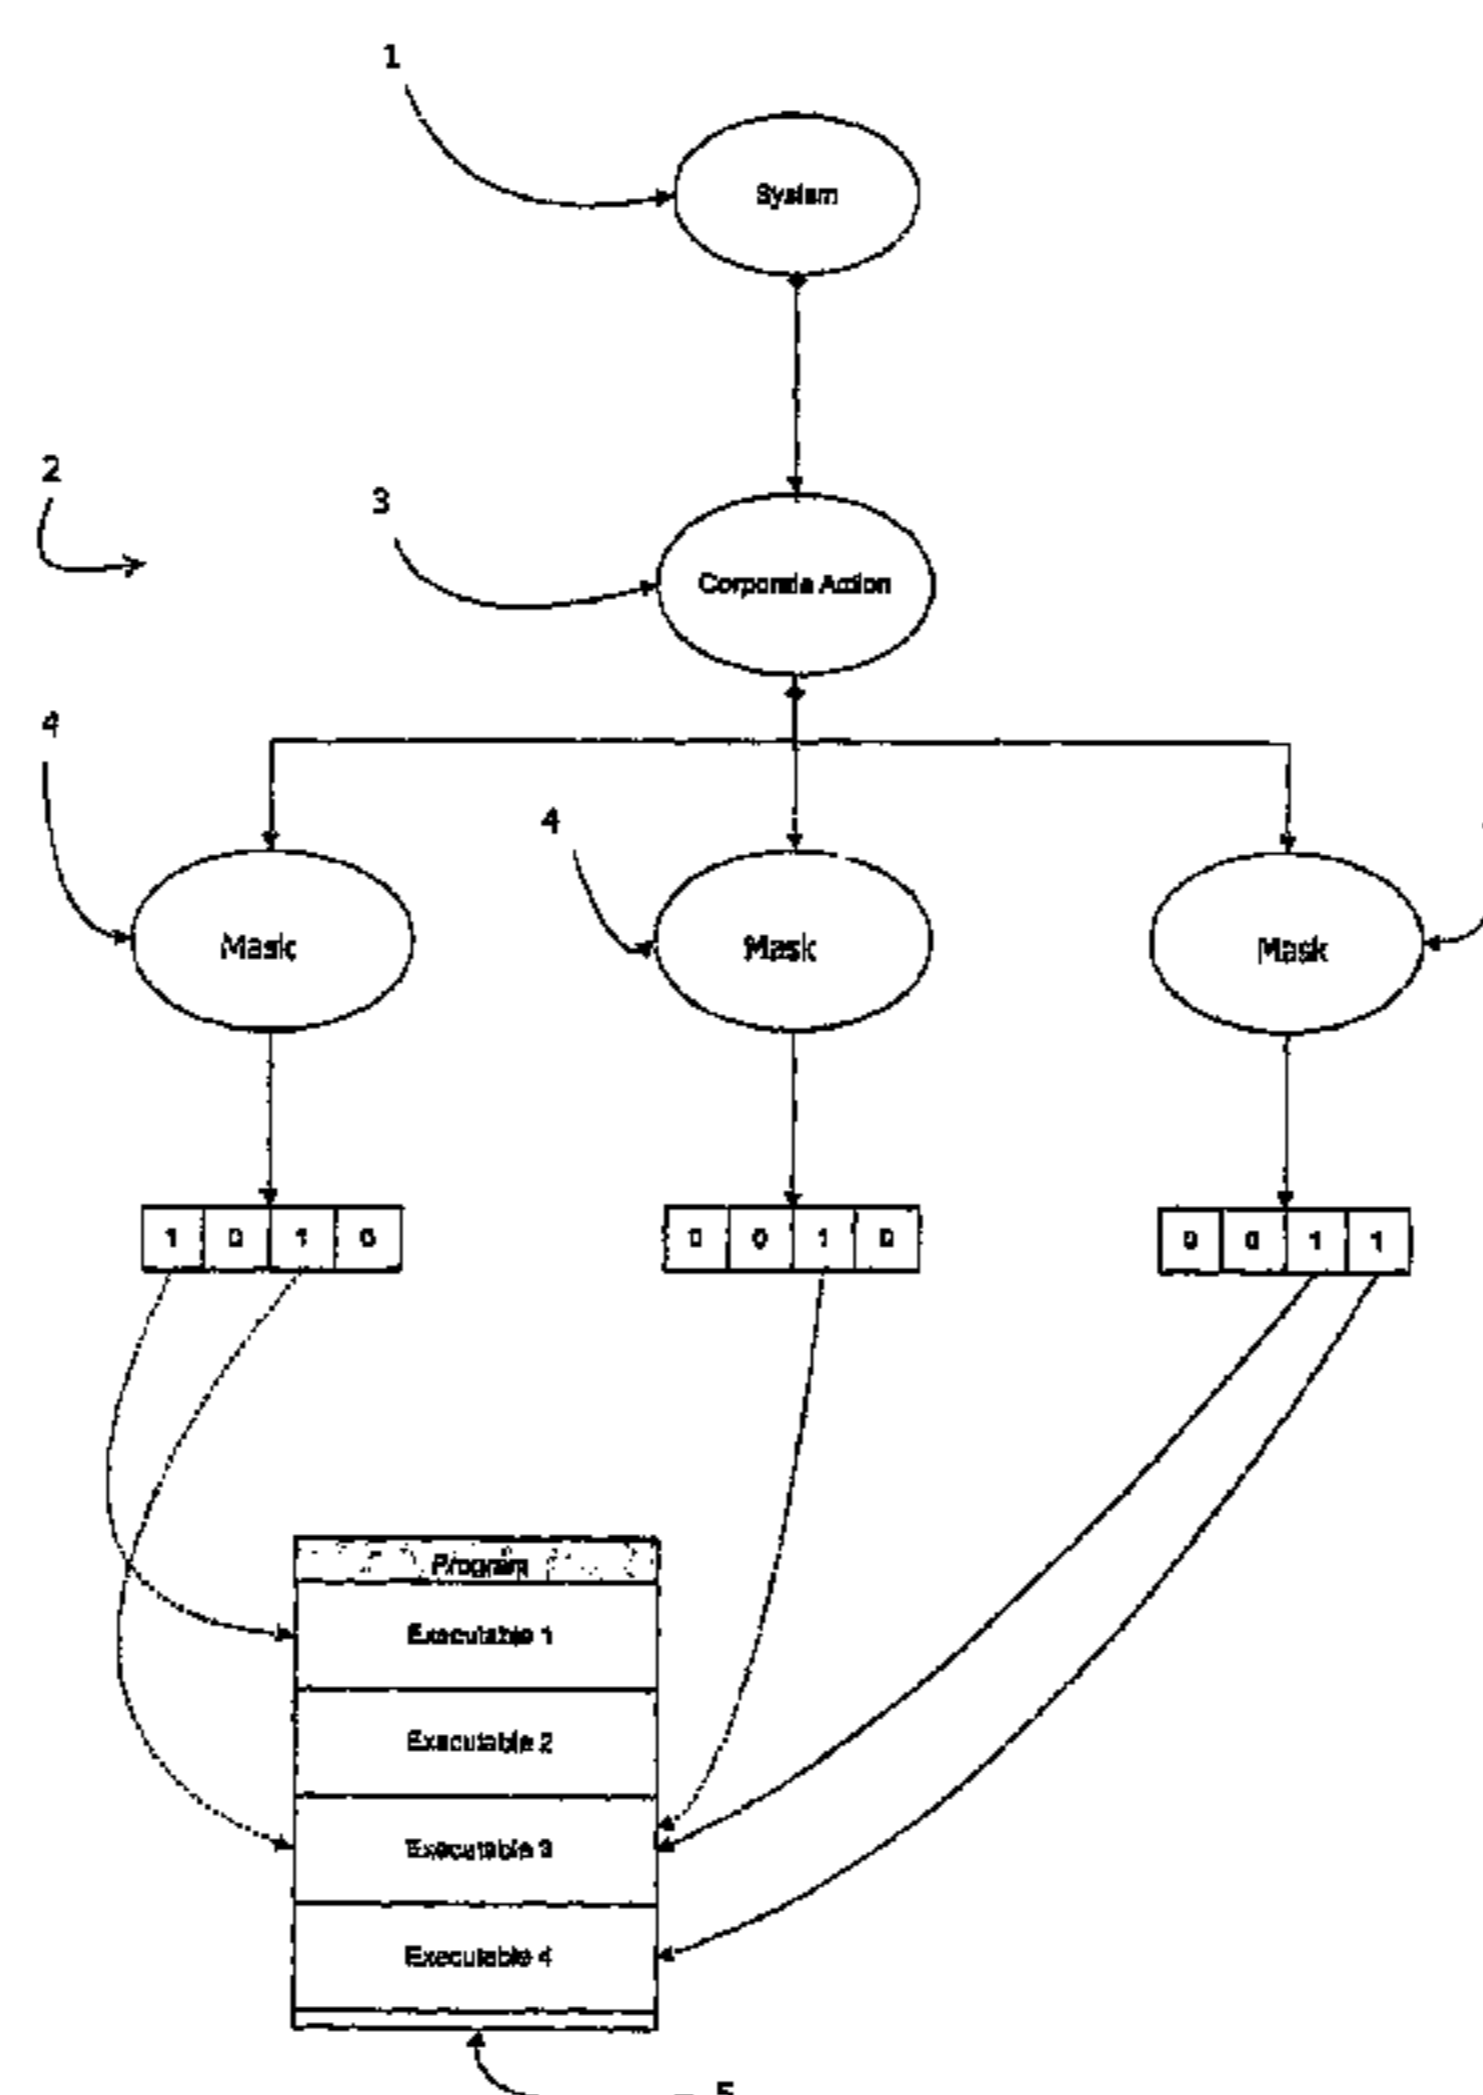 1
System
2
3
Corporate Action
4
4
Mask
Mask
Mask
1 0 1 0
0 0 1 0
0 0 1 1
Program
Executable 1
Executable 2
Executable 3
Executable 4
5